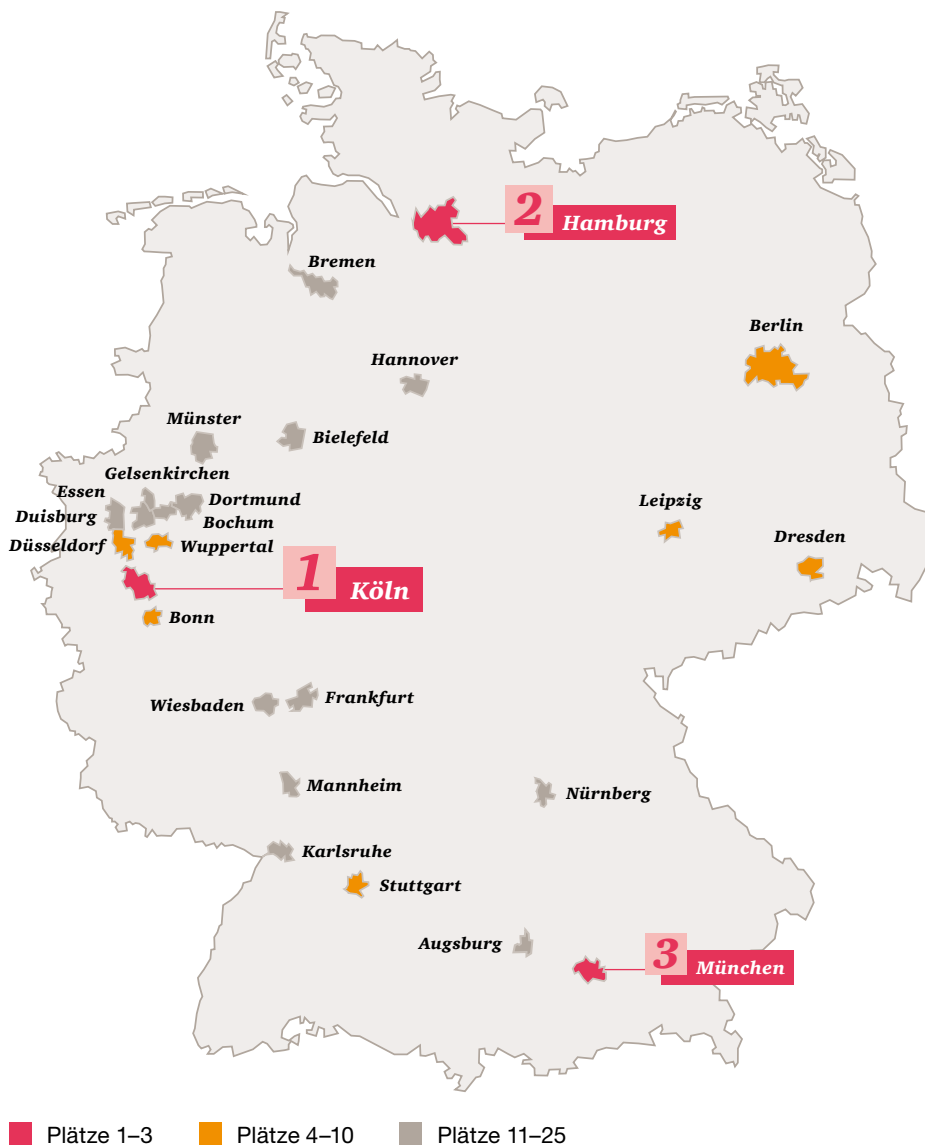 2
Hamburg
Bremen
Berlin
Hannover
Münster
Bielefeld
Gelsenkirchen
Essen
Dortmund
Leipzig
Duisburg
Bochum
Düsseldorf
Wuppertal
Dresden
1
Köln
Bonn
Wiesbaden
Frankfurt
Mannheim
Nürnberg
Karlsruhe
Stuttgart
Augsburg
3
München
Plätze 1–3
Plätze 4–10
Plätze 11–25